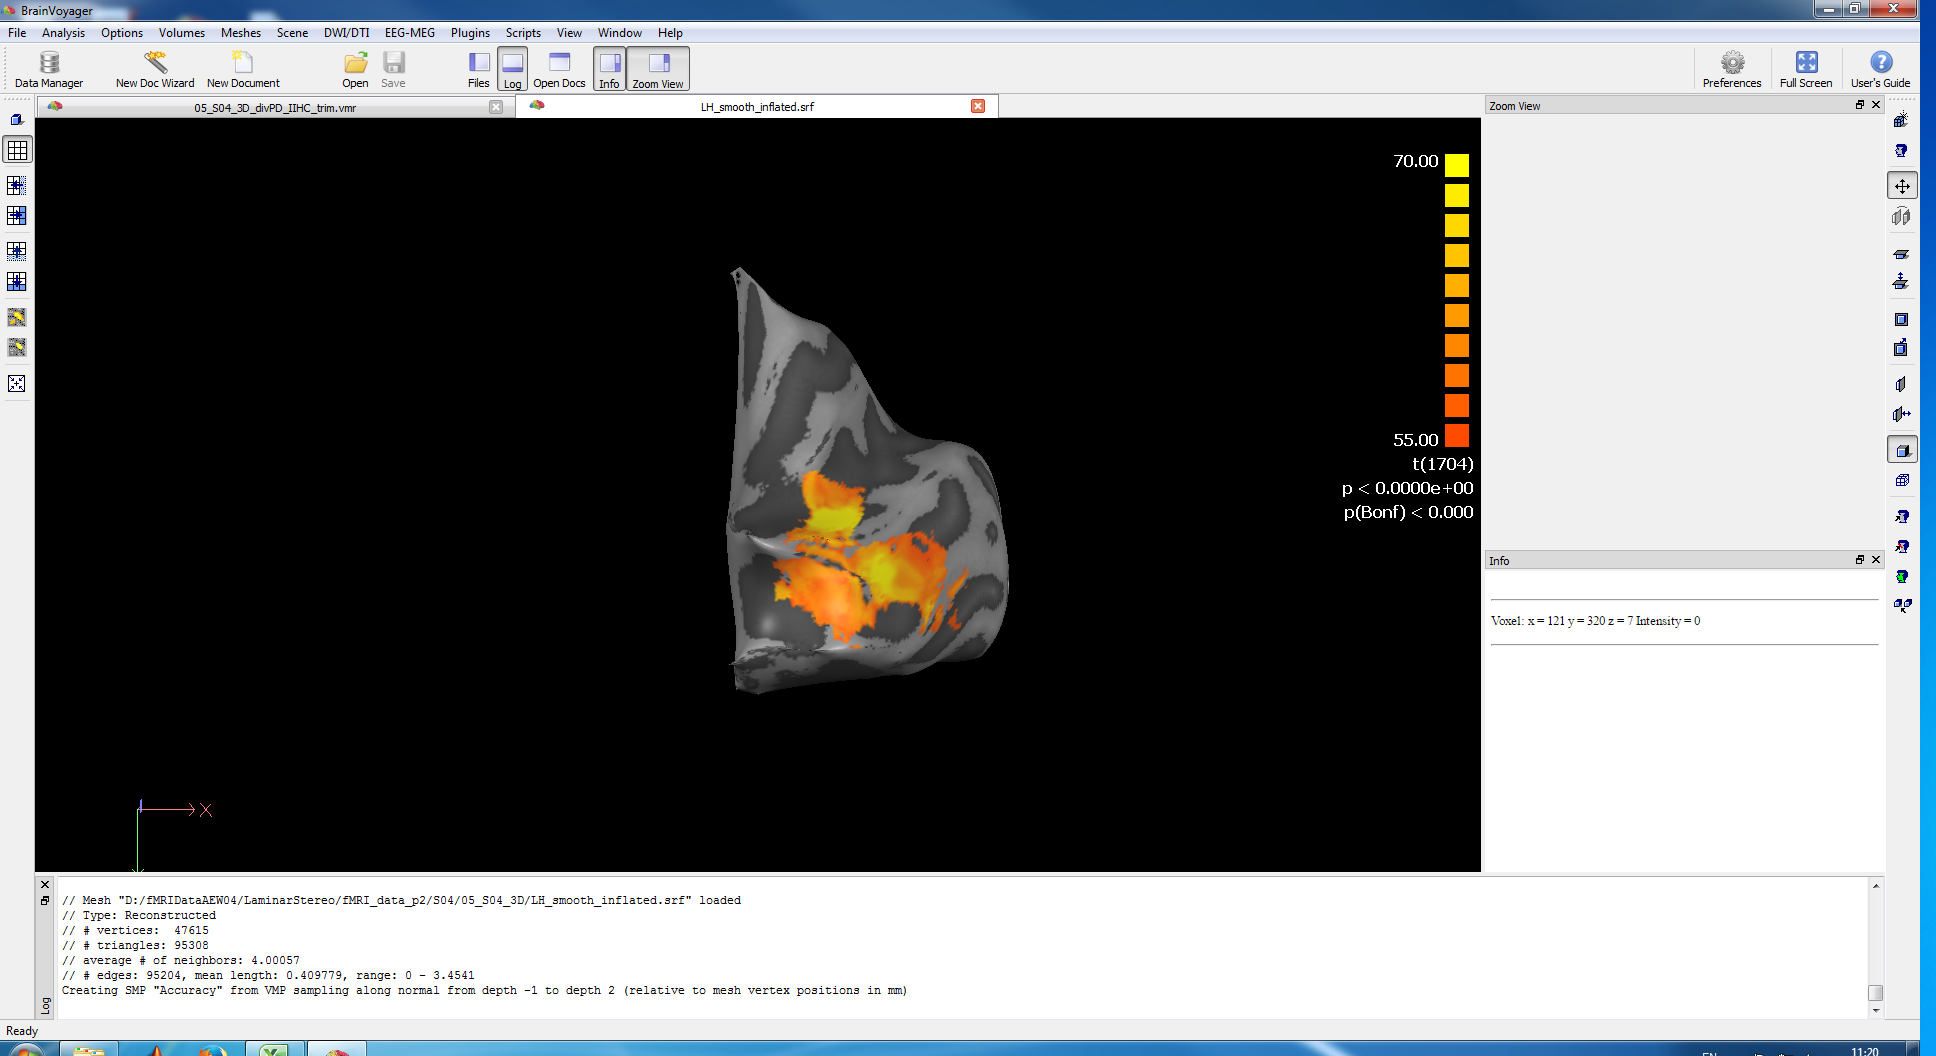 BrainVoyager
File Analysis Options Volumes Meshes Scene DWI/DTI EEG-MEG Plugins Scripts View Window Help
Data Manager New Doc Wizard New Document Open Save Files Log Open Docs Info Zoom View Preferences Full Screen User's Guide
05_S04_3D_divPD_IIHC_trim.vmr
LH_smooth_inflated.srf
Zoom View
70.00
55.00
t(1704)
p < 0.0000e+00
p(Bonf) < 0.000
Info
Voxel: x = 121 y = 320 z = 7 Intensity = 0
X
// Mesh "D:/fMRIDataAEW04/LaminarStereo/fMRI_data_p2/S04/05_S04_3D/LH_smooth_inflated.srf" loaded
// Type: Reconstructed
// # vertices: 47615
// # triangles: 95308
// average # of neighbors: 4.00057
// # edges: 95204, mean length: 0.409779, range: 0 - 3.4541
Creating SMP "Accuracy" from VMP sampling along normal from depth -1 to depth 2 (relative to mesh vertex positions in mm)
Log
Ready
11:20